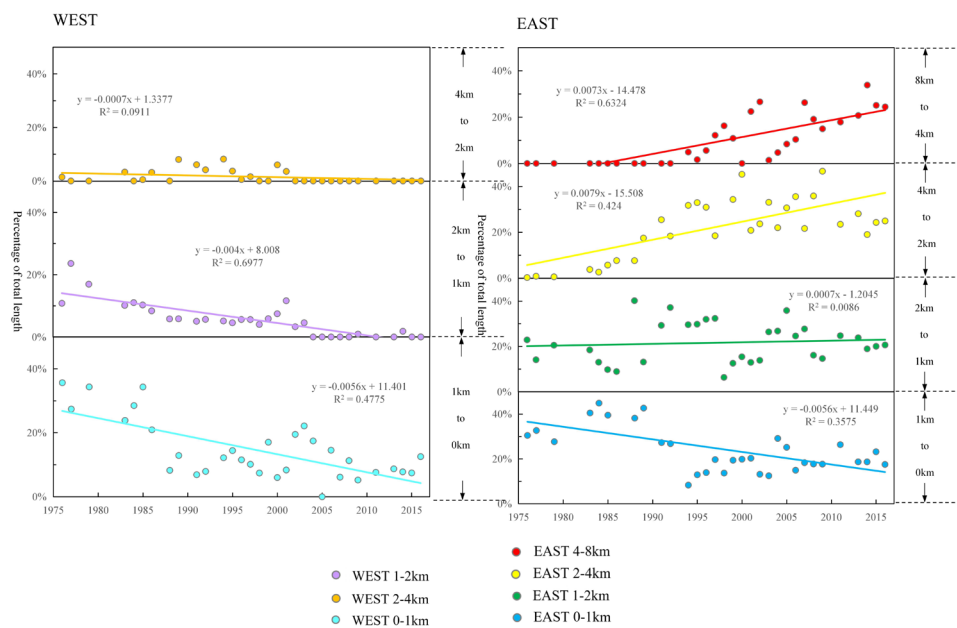 WEST
EAST
40%
20%
0%
y = -0.0007x + 1.3377
R² = 0.0911
4km
to
2km
40%
20%
0%
y = -0.004x + 8.008
R² = 0.6977
2km
to
1km
40%
20%
0%
y = -0.0056x + 11.401
R² = 0.4775
1km
to
0km
Percentage of total length
1975 1980 1985 1990 1995 2000 2005 2010 2015
40%
20%
0%
y = 0.0073x - 14.478
R² = 0.6324
8km
to
4km
40%
20%
0%
y = 0.0079x - 15.508
R² = 0.424
4km
to
2km
40%
20%
0%
y = 0.0007x - 1.2045
R² = 0.0086
2km
to
1km
40%
20%
0%
y = -0.0056x + 11.449
R² = 0.3575
1km
to
0km
Percentage of total length
1975 1980 1985 1991 1995 2000 2005 2010 2015
WEST 1-2km
WEST 2-4km
WEST 0-1km
EAST 4-8km
EAST 2-4km
EAST 1-2km
EAST 0-1km